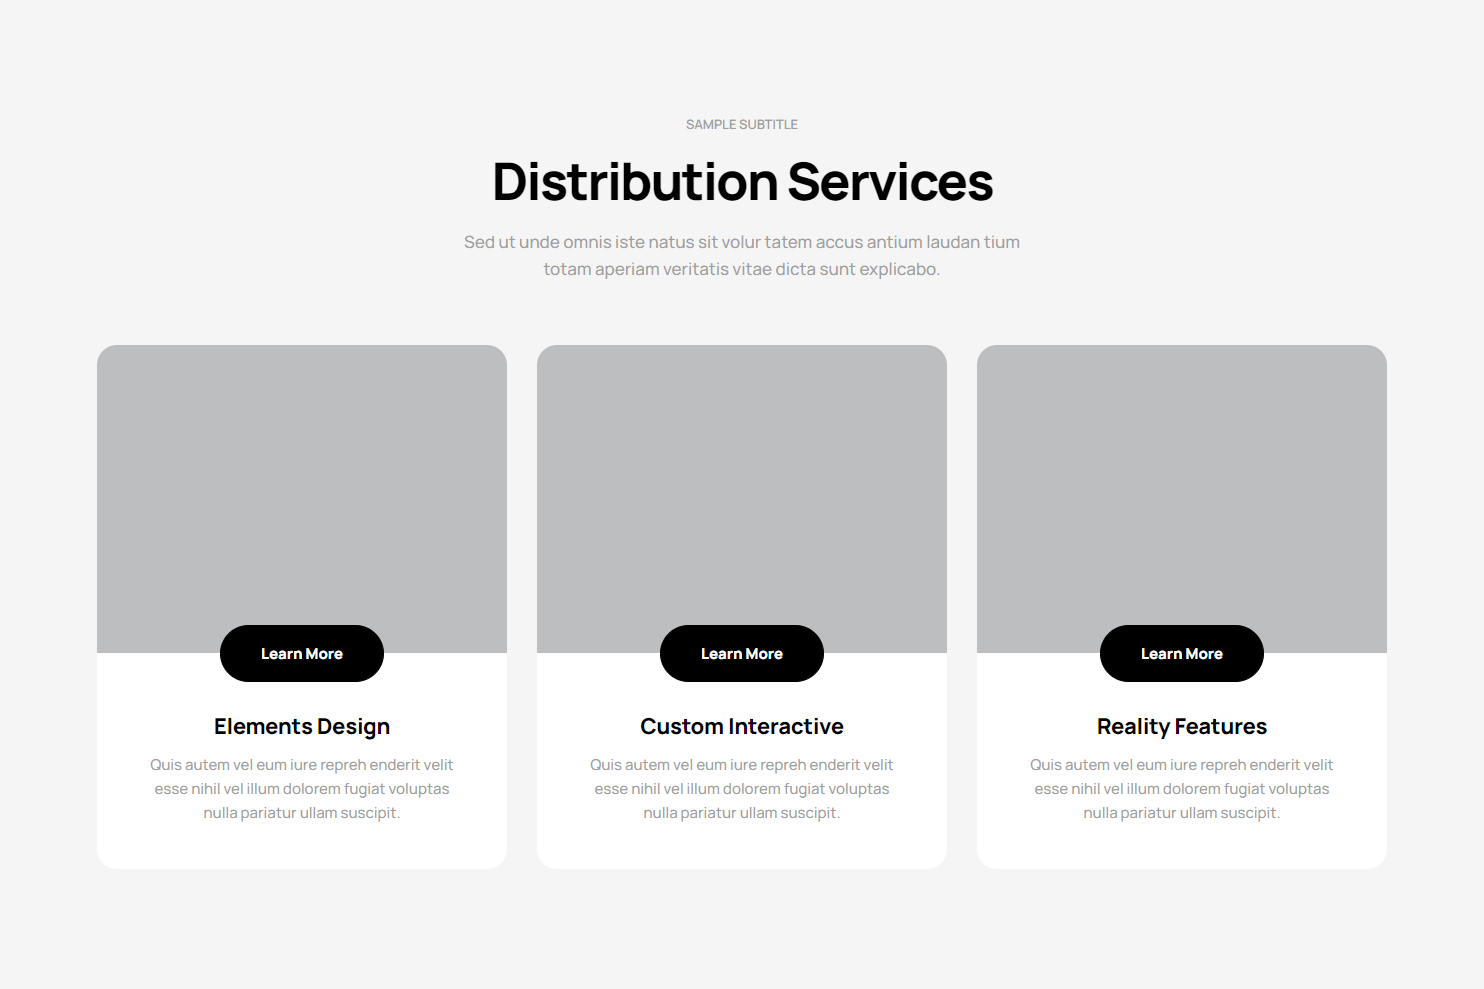 SAMPLE SUBTITLE
Distribution Services
Sed ut unde omnis iste natus sit volur tatem accus antium laudan tium
totam aperiam veritatis vitae dicta sunt explicabo.
Learn More
Elements Design
Quis autem vel eum iure repreh enderit velit
esse nihil vel illum dolorem fugiat voluptas
nulla pariatur ullam suscipit.
Learn More
Custom Interactive
Quis autem vel eum iure repreh enderit velit
esse nihil vel illum dolorem fugiat voluptas
nulla pariatur ullam suscipit.
Learn More
Reality Features
Quis autem vel eum iure repreh enderit velit
esse nihil vel illum dolorem fugiat voluptas
nulla pariatur ullam suscipit.